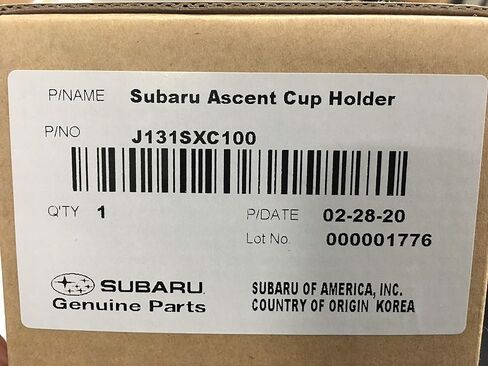 P/NAME Subaru Ascent Cup Holder
P/NO J131SXC100
Q'TY 1 P/DATE 02-28-20
Lot No. 000001776
SUBARU. SUBARU OF AMERICA, INC.
Genuine Parts COUNTRY OF ORIGIN KOREA